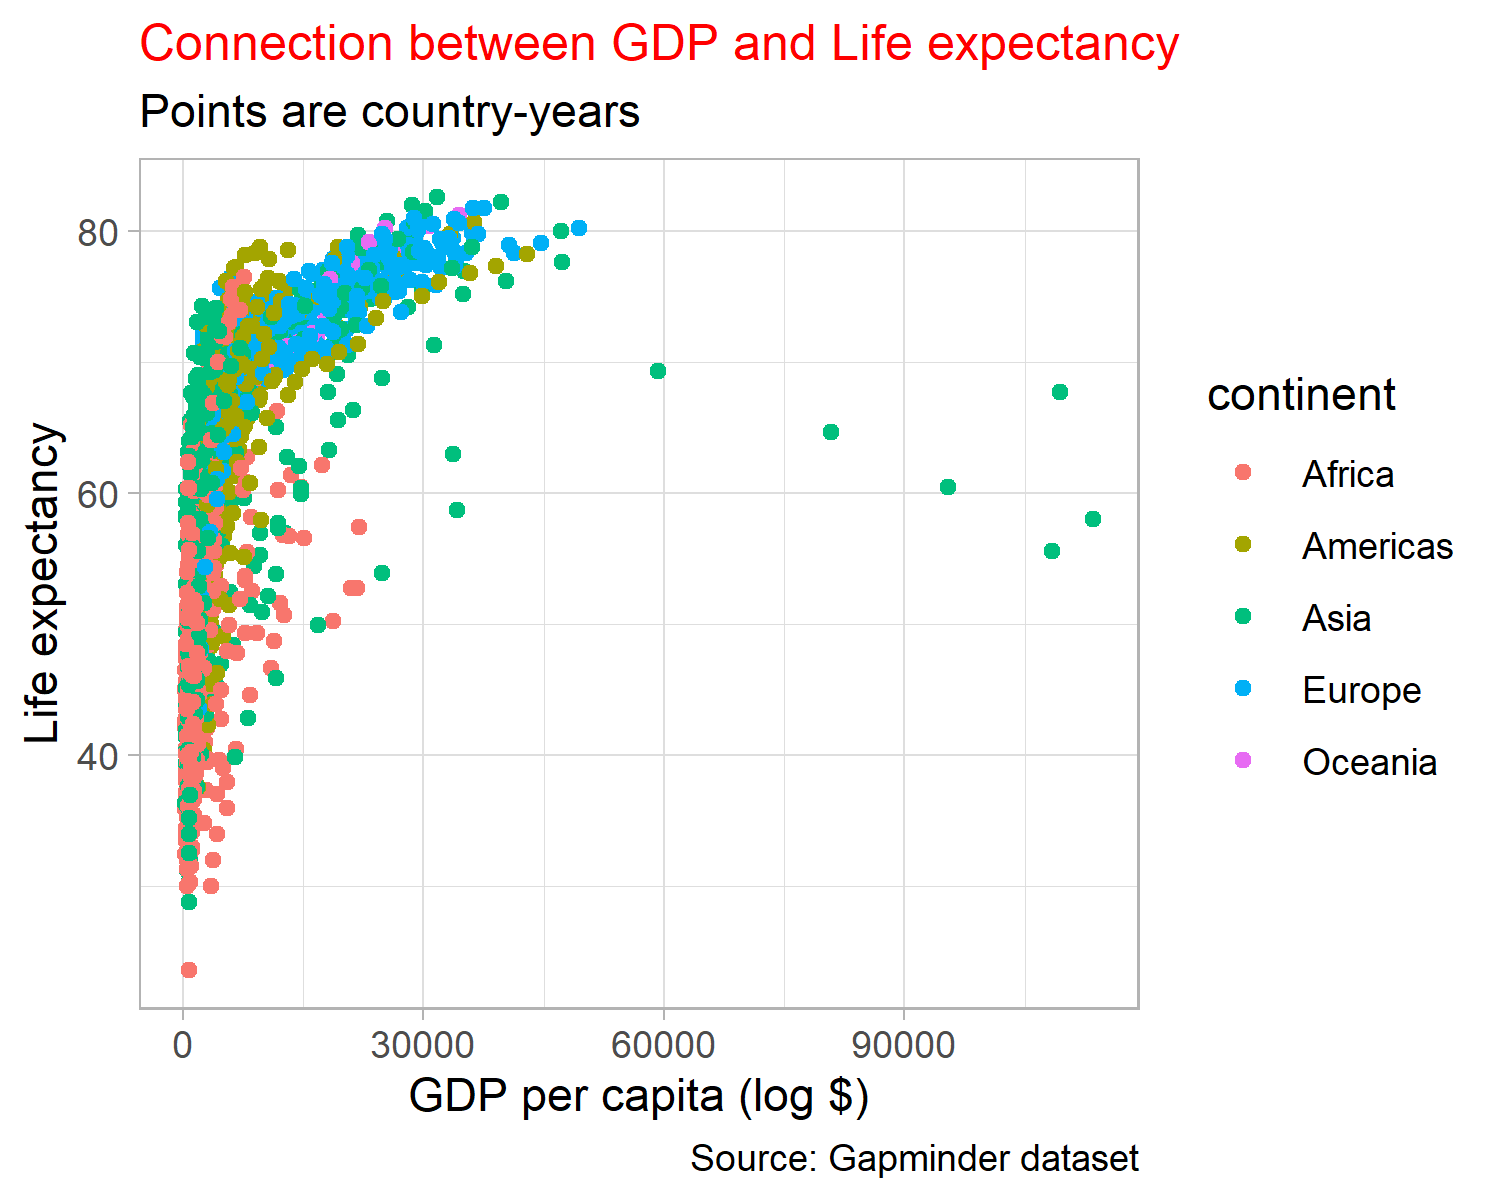 Connection between GDP and Life expectancy
Points are country-years
Life expectancy
80
60
40
0
30000
60000
90000
GDP per capita (log $)
continent
Africa
Americas
Asia
Europe
Oceania
Source: Gapminder dataset